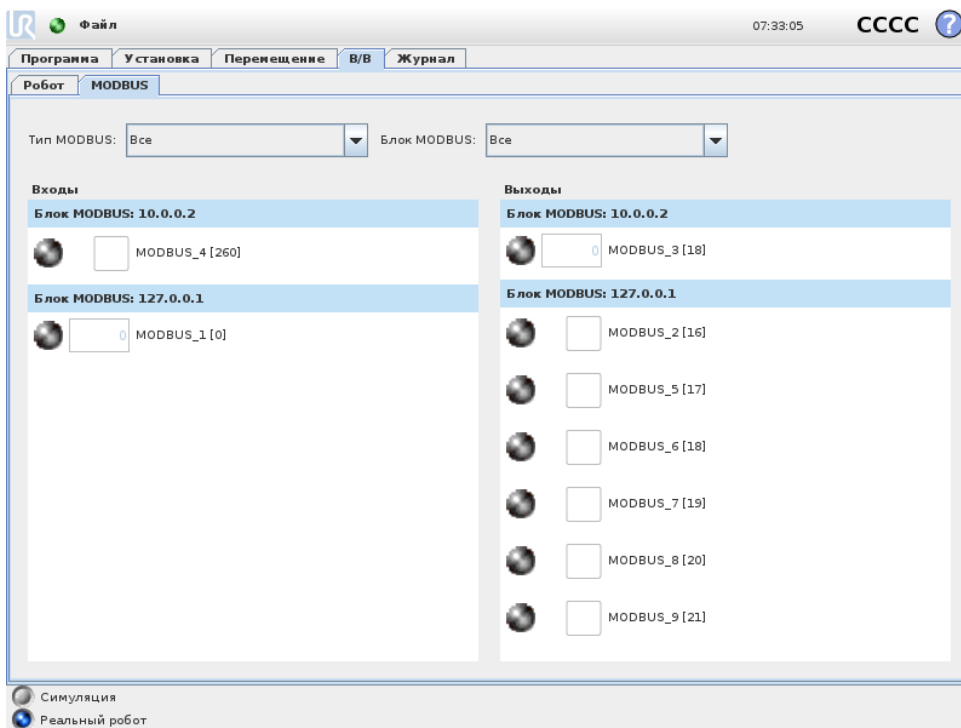 UR Файл 07:33:05 CCCC ?
Программа Установка Перемещение В/В Журнал
Робот MODBUS
Тип MODBUS: Все Блок MODBUS: Все
Входы
Блок MODBUS: 10.0.0.2
MODBUS_4 [260]
Блок MODBUS: 127.0.0.1
0 MODBUS_1 [0]
Выходы
Блок MODBUS: 10.0.0.2
0 MODBUS_3 [18]
Блок MODBUS: 127.0.0.1
MODBUS_2 [16]
MODBUS_5 [17]
MODBUS_6 [18]
MODBUS_7 [19]
MODBUS_8 [20]
MODBUS_9 [21]
Симуляция
Реальный робот